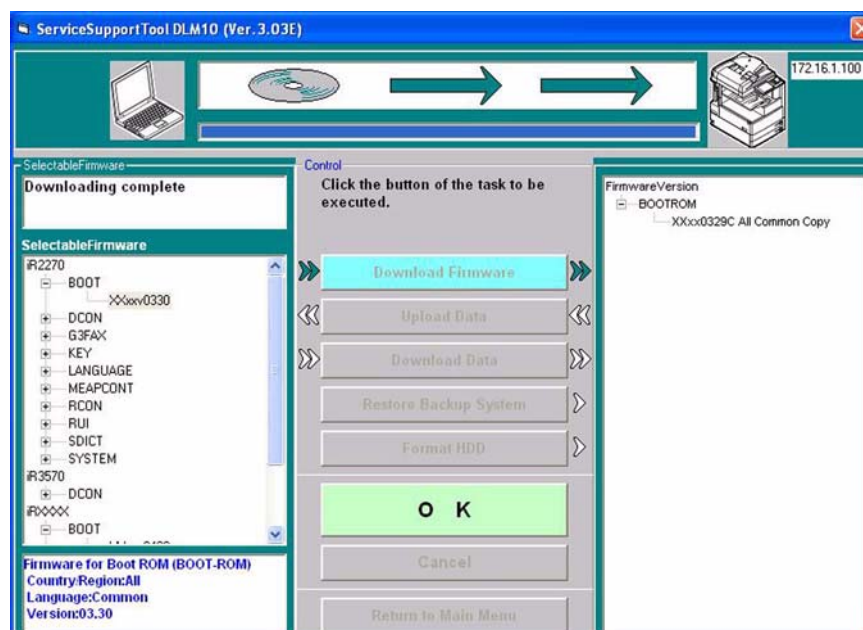 ServiceSupportTool DLM10 (Ver.3.03E)
172.16.1.100
SelectableFirmware
Downloading complete
SelectableFirmware
iR2270
BOOT
XXxxv0330
DCON
G3FAX
KEY
LANGUAGE
MEAPCONT
RCON
RUI
SDICT
SYSTEM
iR3570
DCON
iRXXXX
BOOT
Firmware for Boot ROM (BOOT-ROM)
Country/Region:All
Language:Common
Version:03.30
Control
Click the button of the task to be
executed.
Download Firmware
Upload Data
Download Data
Restore Backup System
Format HDD
O K
Cancel
Return to Main Menu
FirmwareVersion
BOOTROM
XXxx0329C All Common Copy